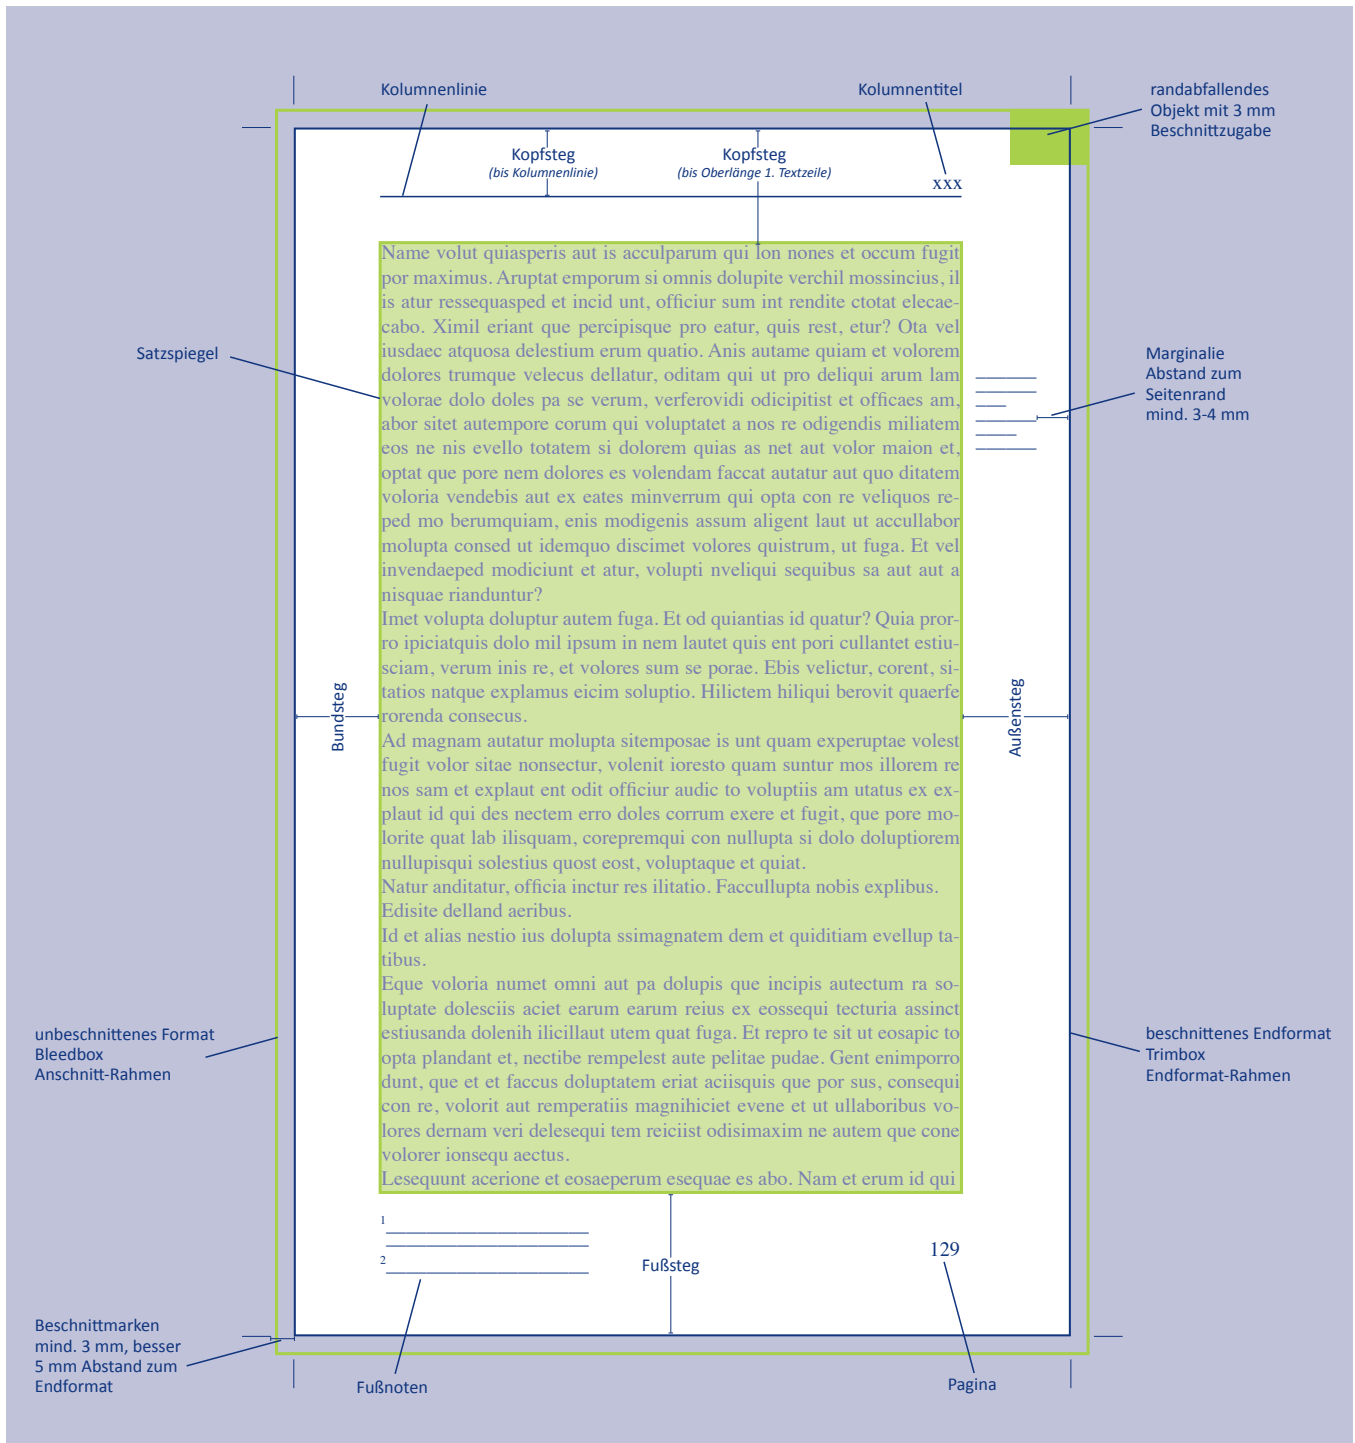 Kolumnenlinie
Kolumnentitel
randabfallendes
Objekt mit 3 mm
Beschnittzugabe
Kopfsteg
(bis Kolumnenlinie)
Kopfsteg
(bis Oberlänge 1. Textzeile)
xxx
Name volut quiasperis aut is acculparum qui lon nones et occum fugit
por maximus. Aruptat emporum si omnis dolupite verchil mossincius, il
is atur ressequasped et incid unt, officiur sum int rendite ctotat elecae-
cabo. Ximil eriant que percipisque pro eatur, quis rest, etur? Ota vel
iusdaec atquosa delestium erum quatio. Anis autame quiam et volorem
dolores trumque velecus dellatur, oditam qui ut pro deliqui arum lam
volorae dolo doles pa se verum, verferovidi odicipitist et officaes am,
abor sitet autempore corum qui voluptatet a nos re odigendis miliatem
eos ne nis evello totatem si dolorem quias as net aut volor maion et,
optat que pore nem dolores es volendam faccat autatur aut quo ditatem
voloria vendebis aut ex eates minverrum qui opta con re veliquos re-
ped mo berumquiam, enis modigenis assum aligent laut ut accullabor
molupta consed ut idemquo discimet volores quistrum, ut fuga. Et vel
invendaeped modiciunt et atur, volupti nveliqui sequibus sa aut aut a
nisquae rianduntur?
Imet volupta doluptur autem fuga. Et od quiantias id quatur? Quia pror-
ro ipiciatquis dolo mil ipsum in nem lautet quis ent pori cullantet estiu-
sciam, verum inis re, et volores sum se porae. Ebis velictur, corent, si-
tatios natque explamus eicim soluptio. Hilictem hiliqui berovit quaerfe
rorenda consecus.
Ad magnam autatur molupta sitemposae is unt quam experuptae volest
fugit volor sitae nonsectur, volenit ioresto quam suntur mos illorem re
nos sam et explaut ent odit officiur audic to voluptiis am utatus ex ex-
plaut id qui des nectem erro doles corrum exere et fugit, que pore mo-
lorite quat lab ilisquam, corepremqui con nullupta si dolo doluptiorem
nullupisqui solestius quost eost, voluptaque et quiat.
Natur anditatur, officia inctur res ilitatio. Faccullupta nobis explibus.
Edisite delland aeribus.
Id et alias nestio ius dolupta ssimagnatem dem et quiditiam evellup ta-
tibus.
Eque voloria numet omni aut pa dolupis que incipis autectum ra so-
luptate dolesciis aciet earum earum reius ex eossequi tecturia assinct
estiusanda dolenih ilicillaut utem quat fuga. Et repro te sit ut eosapic to
opta plandant et, nectibe rempelest aute pelitae pudae. Gent enimporro
dunt, que et et faccus doluptatem eriat aciisquis que por sus, consequi
con re, volorit aut remperatiis magnihiciet evene et ut ullaboribus vo-
lores dernam veri delesequi tem reiciist odisimaxim ne autem que cone
volorer ionsequ aectus.
Lesequunt acerione et eosaeperum esequae es abo. Nam et erum id qui
Satzspiegel
Marginalie
Abstand zum
Seitenrand
mind. 3-4 mm
Bundsteg
Außensteg
unbeschnittenes Format
Bleedbox
Anschnitt-Rahmen
beschnittenes Endformat
Trimbox
Endformat-Rahmen
1
2
Fußsteg
129
Beschnittmarken
mind. 3 mm, besser
5 mm Abstand zum
Endformat
Fußnoten
Pagina